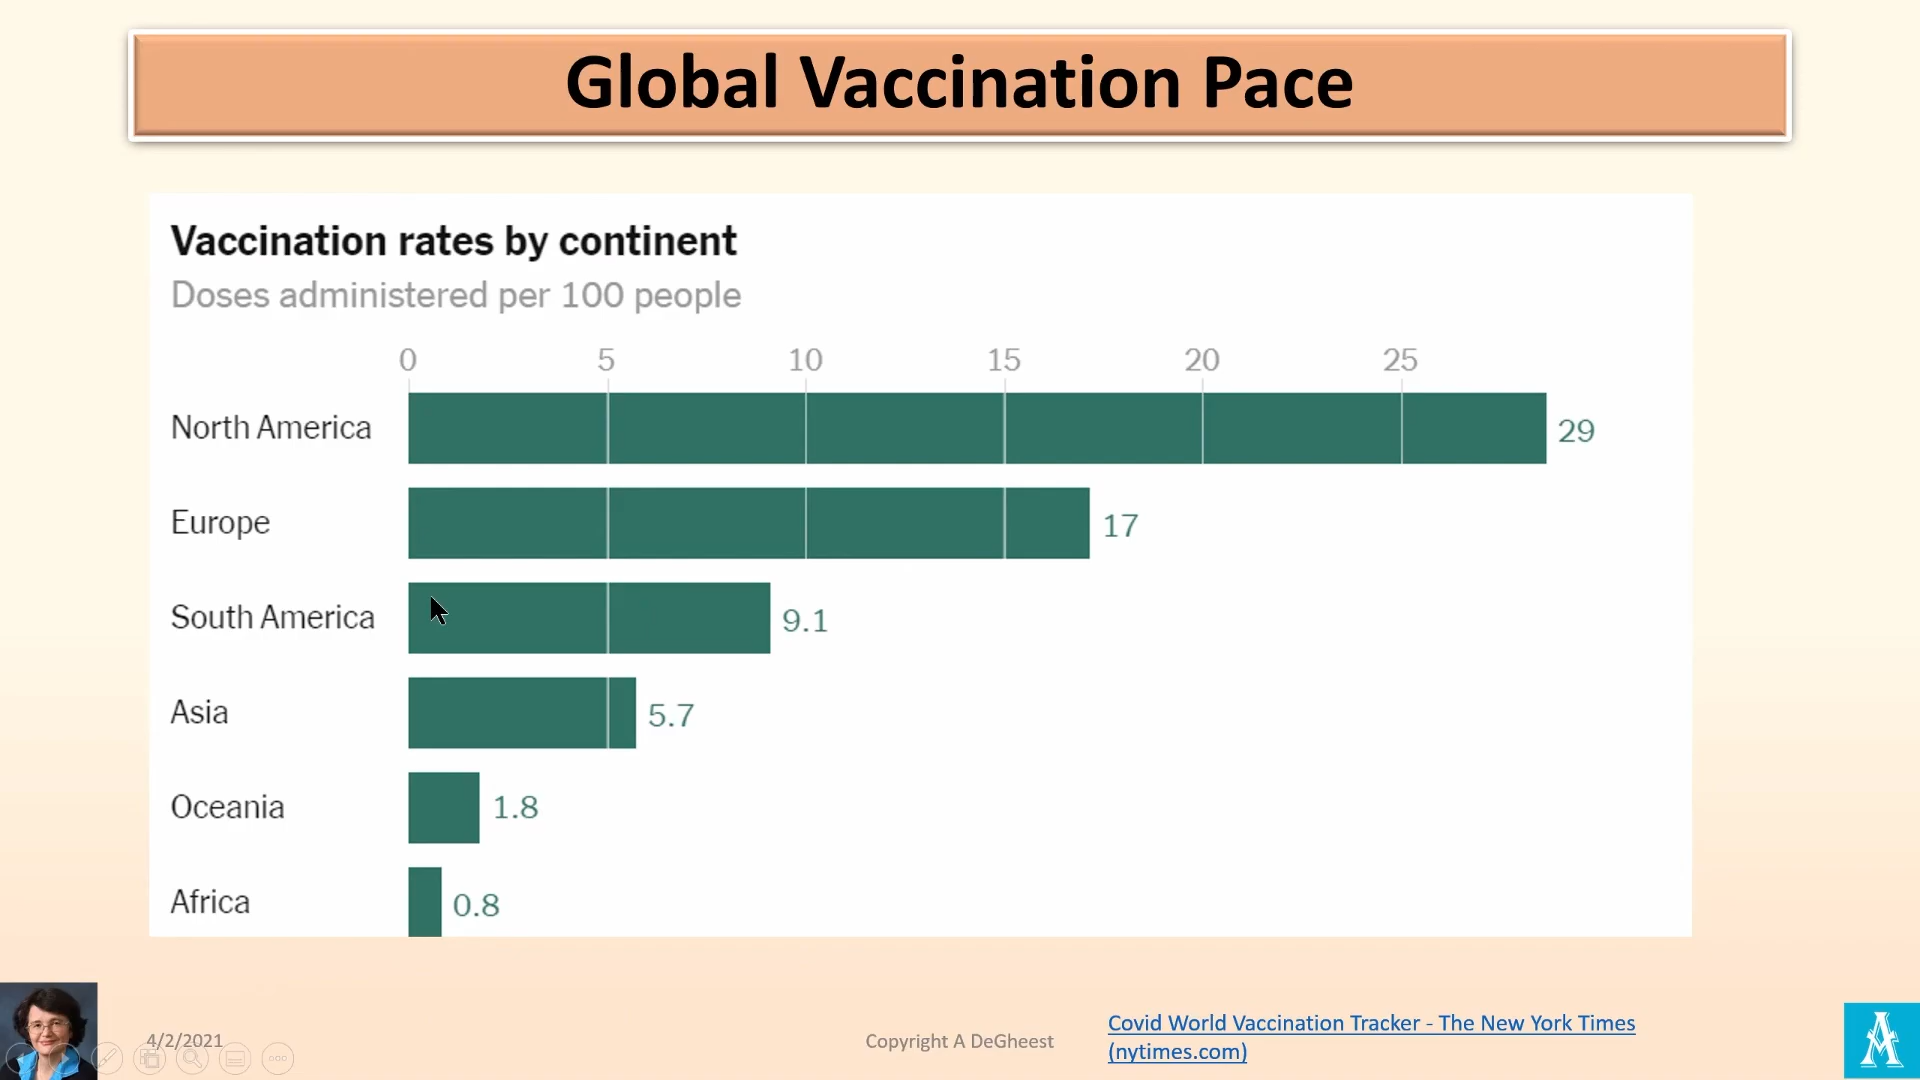 Global Vaccination Pace
Vaccination rates by continent
Doses administered per 100 people
0 5 10 15 20 25
North America 29
Europe 17
South America 9.1
Asia 5.7
Oceania 1.8
Africa 0.8
4/2/2021
Copyright A DeGheest
Covid World Vaccination Tracker - The New York Times
(nytimes.com)
A